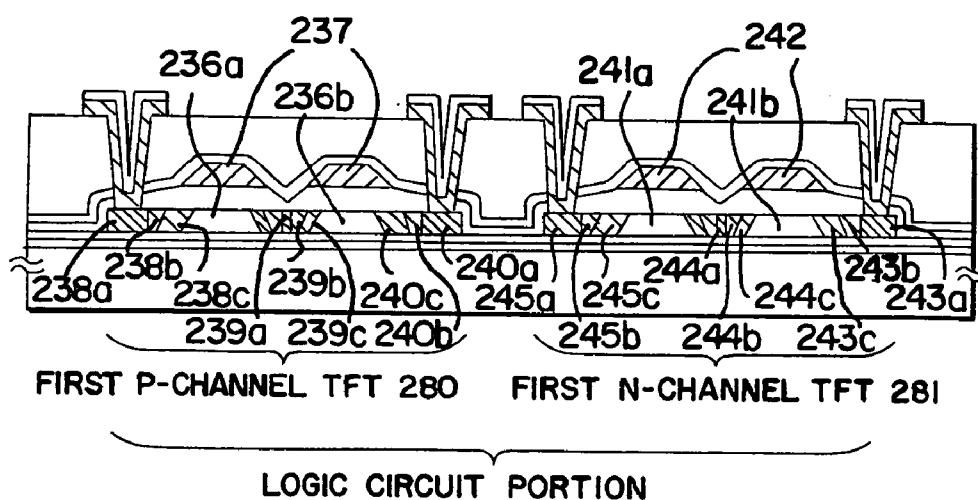 237
242
236a
241a
236b
241b
238a
238b
238c
239b
240c
240a
245a
245c
244a
244c
243b
243a
239a
239c
240b
245b
244b
243c
FIRST P-CHANNEL TFT 280
FIRST N-CHANNEL TFT 281
LOGIC CIRCUIT PORTION